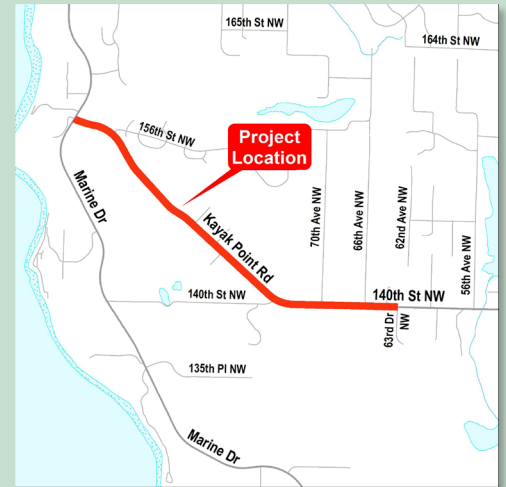 165th St NW
164th St NW
156th St NW
Project
Location
Marine Dr
Kayak Point Rd
70th Ave NW
66th Ave NW
62nd Ave NW
56th Ave NW
140th St NW
140th St NW
63rd Dr
NW
135th Pl NW
Marine Dr